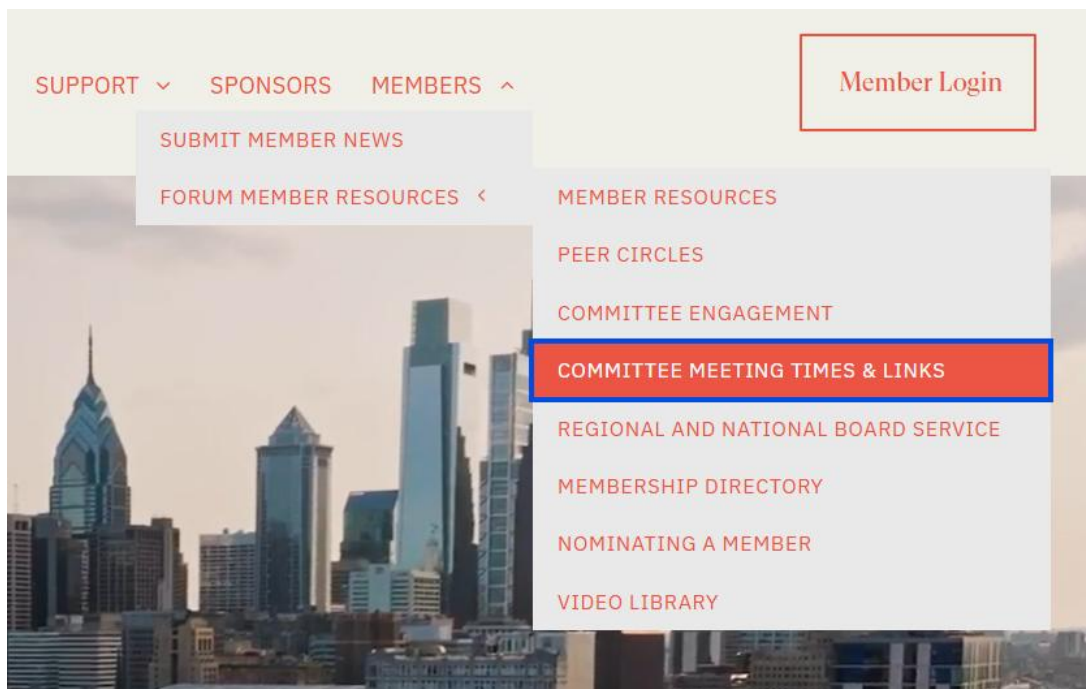 SUPPORT SPONSORS MEMBERS Member Login
SUBMIT MEMBER NEWS
FORUM MEMBER RESOURCES
MEMBER RESOURCES
PEER CIRCLES
COMMITTEE ENGAGEMENT
COMMITTEE MEETING TIMES & LINKS
REGIONAL AND NATIONAL BOARD SERVICE
MEMBERSHIP DIRECTORY
NOMINATING A MEMBER
VIDEO LIBRARY